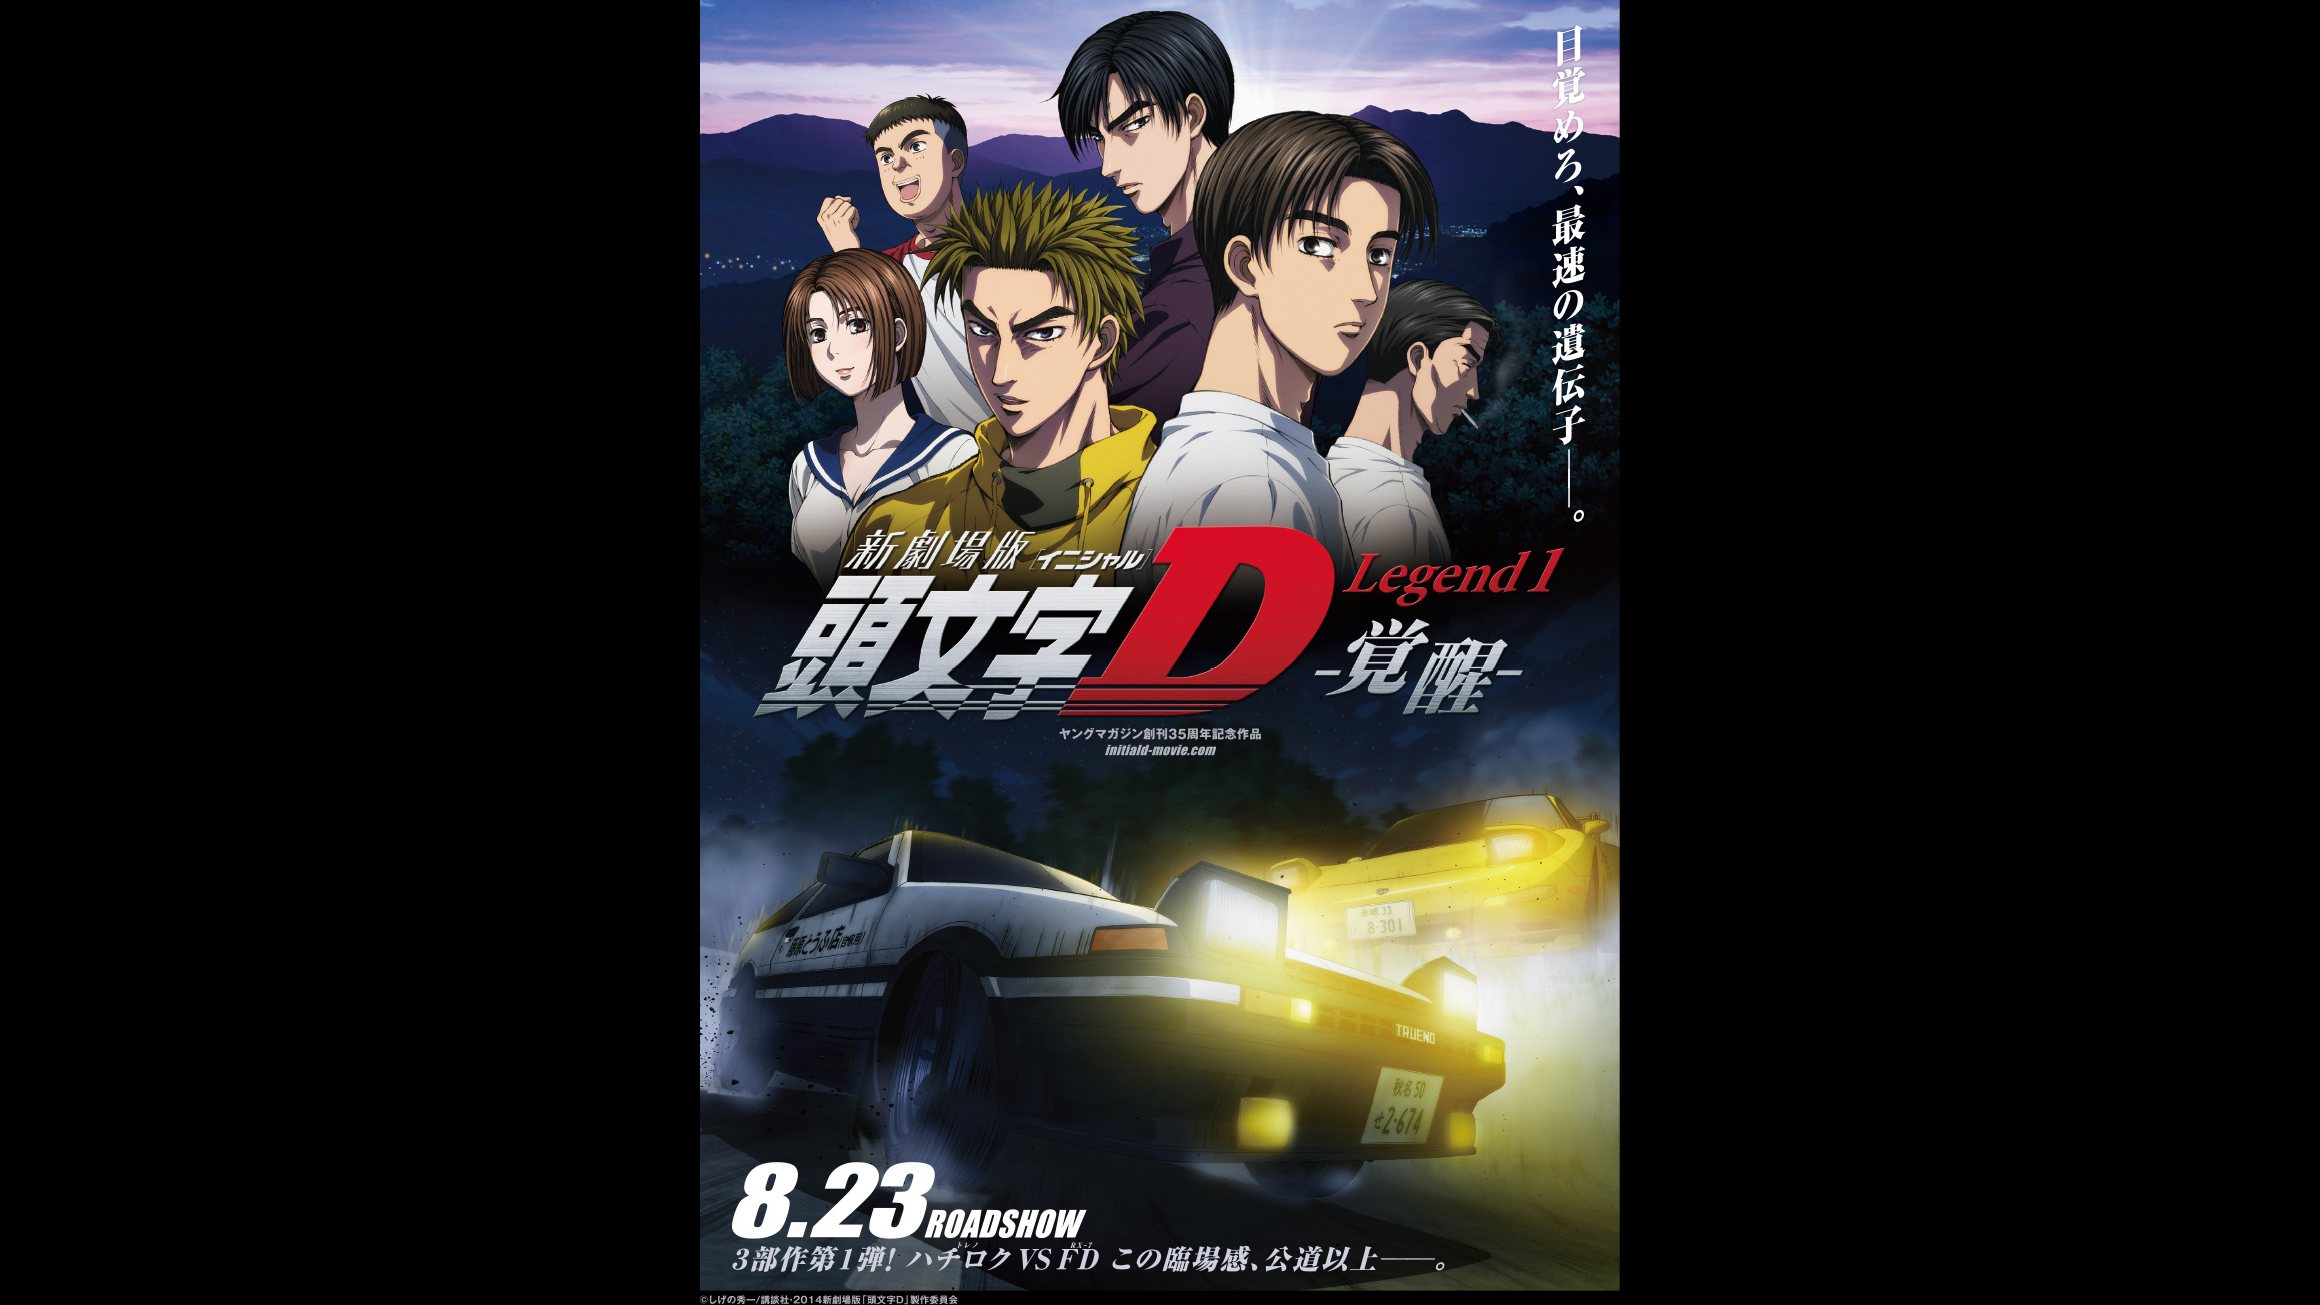 目覚めろ、最速の遺伝子――。
新劇場版 [イニシャル]
頭文字D Legend1
-覚醒-
ヤングマガジン創刊35周年記念作品
initiald-movie.com
赤城 33
8-301
藤原とうふ店(自家用)
TRUENO
秋名 50
せ 2-674
8.23 ROADSHOW
トレノ RX-7
3部作第1弾! ハチロク VS FD この臨場感、公道以上――。
©しげの秀一/講談社・2014新劇場版「頭文字D」製作委員会